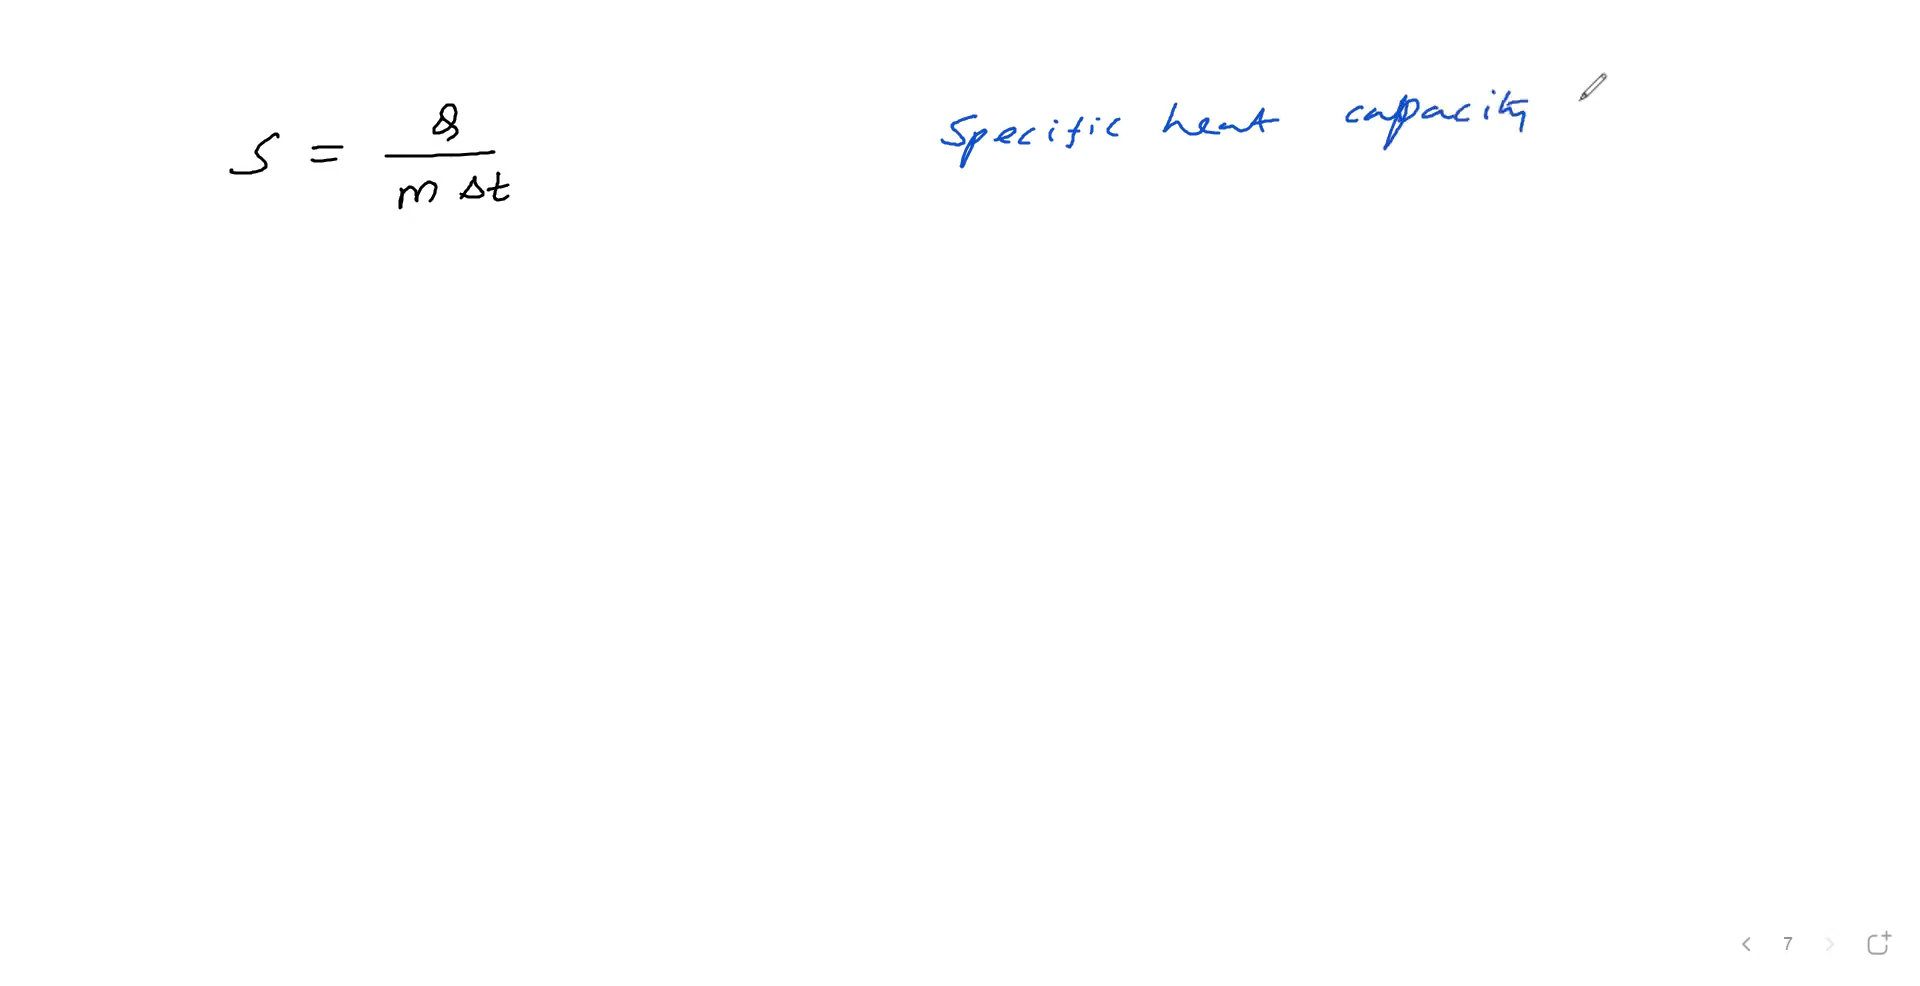 S = Q / m Δt
Specific heat capacity
7